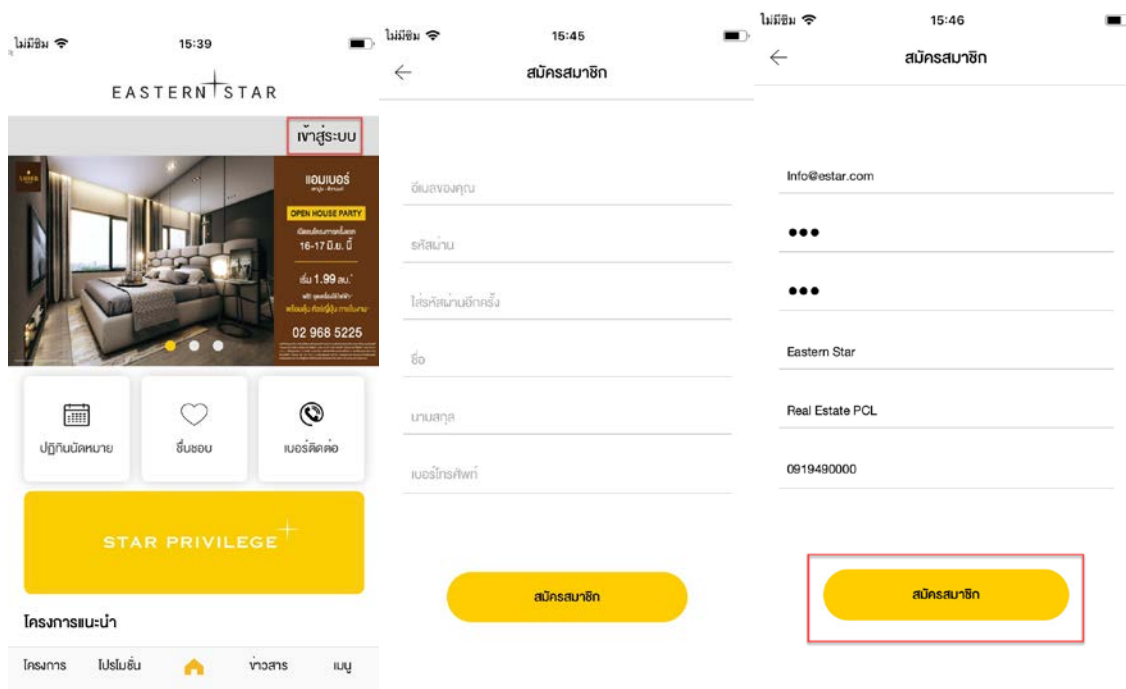 ไม่มีซิม
15:39
EASTERN STAR
เข้าสู่ระบบ
แอมเบอร์
OPEN HOUSE PARTY
16-17 มิ.ย. นี้
เริ่ม 1.99 ลบ.*
02 968 5225
ปฏิทินนัดหมาย
ชื่นชอบ
เบอร์ติดต่อ
STAR PRIVILEGE
โครงการแนะนำ
โครงการ
โปรโมชั่น
ข่าวสาร
เมนู
ไม่มีซิม
15:45
สมัครสมาชิก
อีเมลของคุณ
รหัสผ่าน
ใส่รหัสผ่านอีกครั้ง
ชื่อ
นามสกุล
เบอร์โทรศัพท์
สมัครสมาชิก
ไม่มีซิม
15:46
สมัครสมาชิก
Info@estar.com
Eastern Star
Real Estate PCL
0919490000
สมัครสมาชิก